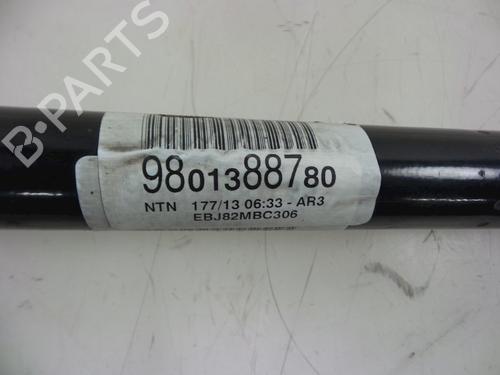 B-PARTS
9801388780
NTN 177/13 06:33 - AR3
EBJ82MBC306